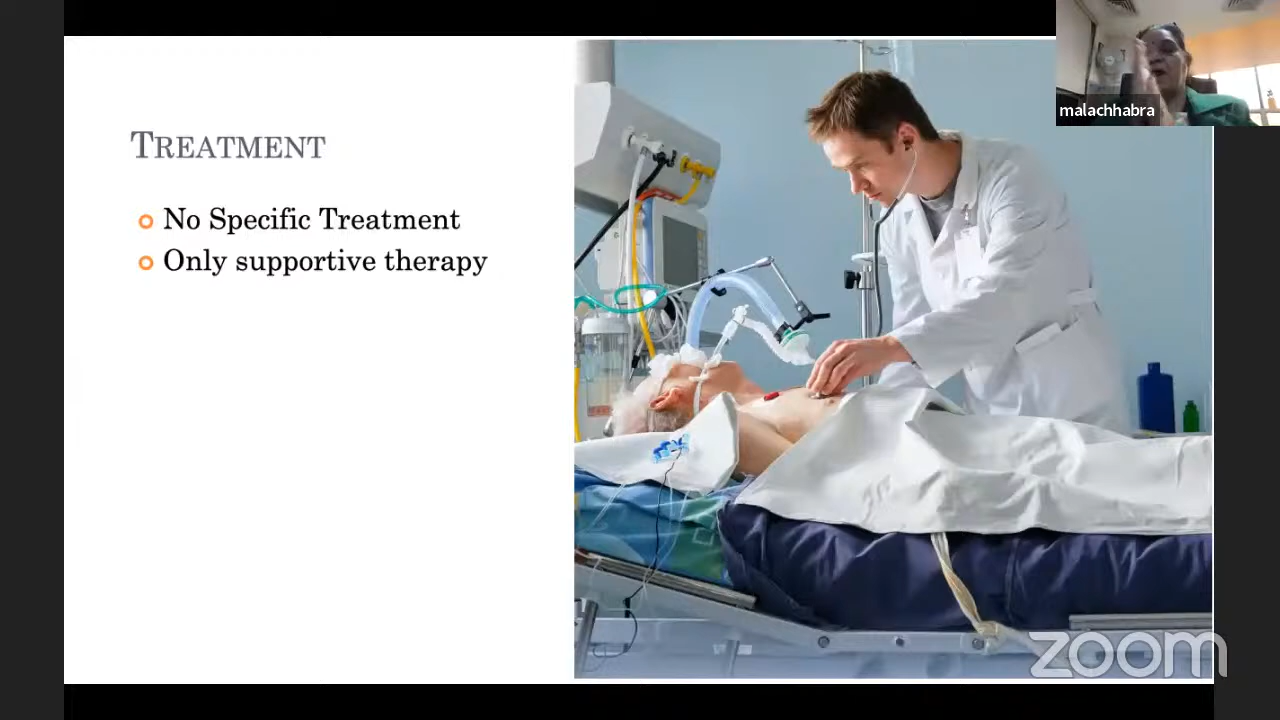 malachhabra
TREATMENT
No Specific Treatment
Only supportive therapy
zoom